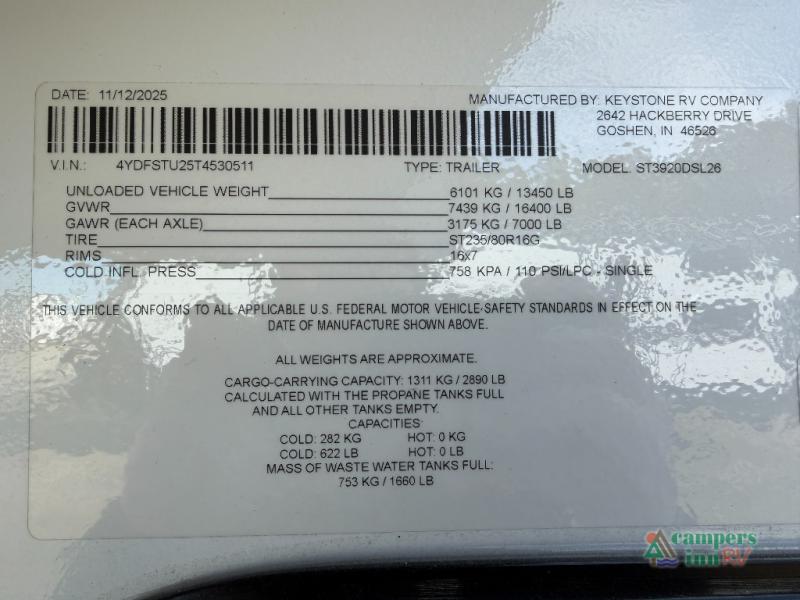 DATE: 11/12/2025
MANUFACTURED BY: KEYSTONE RV COMPANY
2642 HACKBERRY DRIVE
GOSHEN, IN 46526
V.I.N.: 4YDFSTU25T4530511 TYPE: TRAILER MODEL: ST3920DSL26
UNLOADED VEHICLE WEIGHT 6101 KG / 13450 LB
GVWR 7439 KG / 16400 LB
GAWR (EACH AXLE) 3175 KG / 7000 LB
TIRE ST235/80R16G
RIMS 16x7
COLD INFL. PRESS 758 KPA / 110 PSI/LPC - SINGLE
THIS VEHICLE CONFORMS TO ALL APPLICABLE U.S. FEDERAL MOTOR VEHICLE SAFETY STANDARDS IN EFFECT ON THE
DATE OF MANUFACTURE SHOWN ABOVE.
ALL WEIGHTS ARE APPROXIMATE.
CARGO-CARRYING CAPACITY: 1311 KG / 2890 LB
CALCULATED WITH THE PROPANE TANKS FULL
AND ALL OTHER TANKS EMPTY.
CAPACITIES
COLD: 282 KG HOT: 0 KG
COLD: 622 LB HOT: 0 LB
MASS OF WASTE WATER TANKS FULL:
753 KG / 1660 LB
campers
inn RV